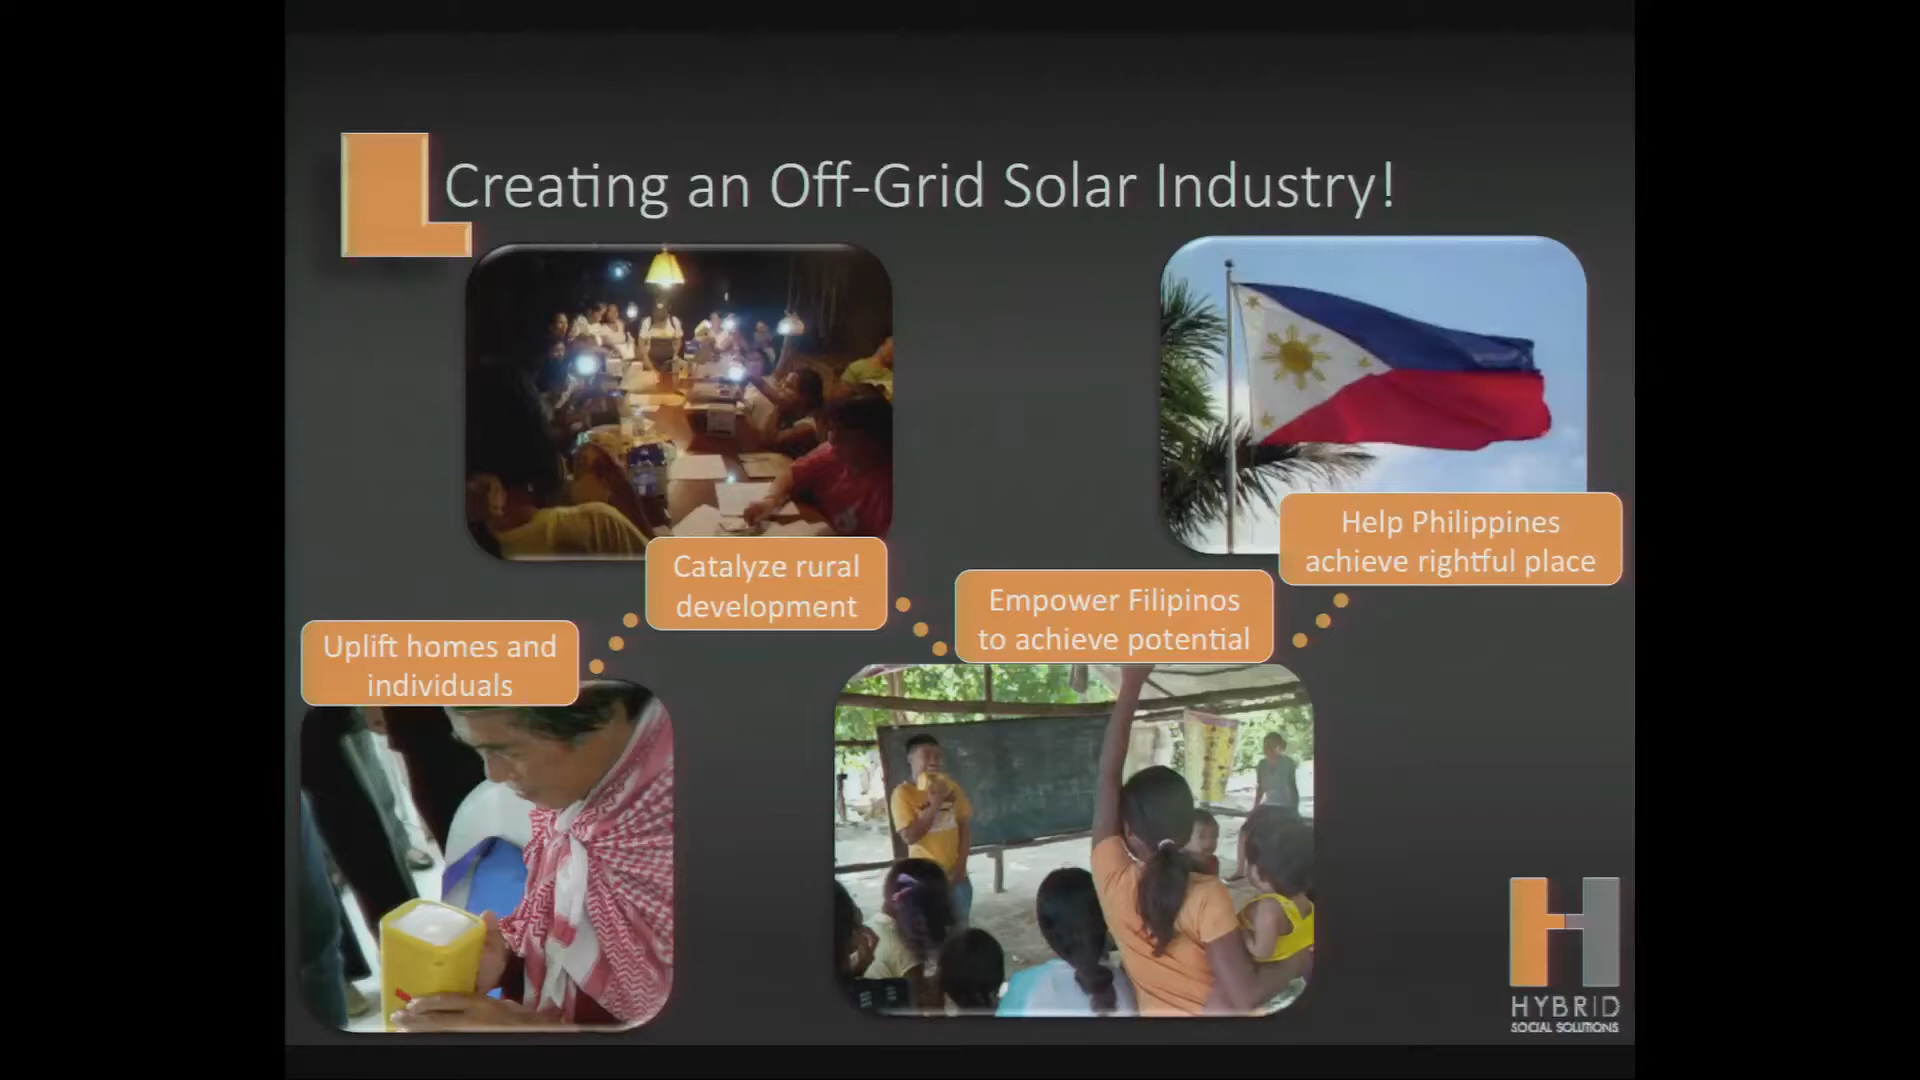 Creating an Off-Grid Solar Industry!
Uplift homes and
individuals
Catalyze rural
development
Empower Filipinos
to achieve potential
Help Philippines
achieve rightful place
HYBRID
SOCIAL SOLUTIONS